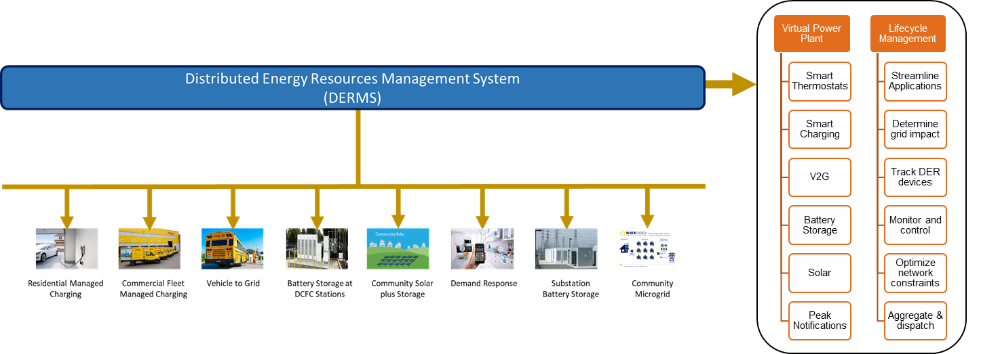 Distributed Energy Resources Management System
(DERMS)
Residential Managed
Charging
Commercial Fleet
Managed Charging
Vehicle to Grid
Battery Storage at
DCFC Stations
Community Solar
Community Solar
plus Storage
Demand Response
Substation
Battery Storage
BLOCKENERGY
Community
Microgrid
Virtual Power
Plant
Smart
Thermostats
Smart
Charging
V2G
Battery
Storage
Solar
Peak
Notifications
Lifecycle
Management
Streamline
Applications
Determine
grid impact
Track DER
devices
Monitor and
control
Optimize
network
constraints
Aggregate &
dispatch